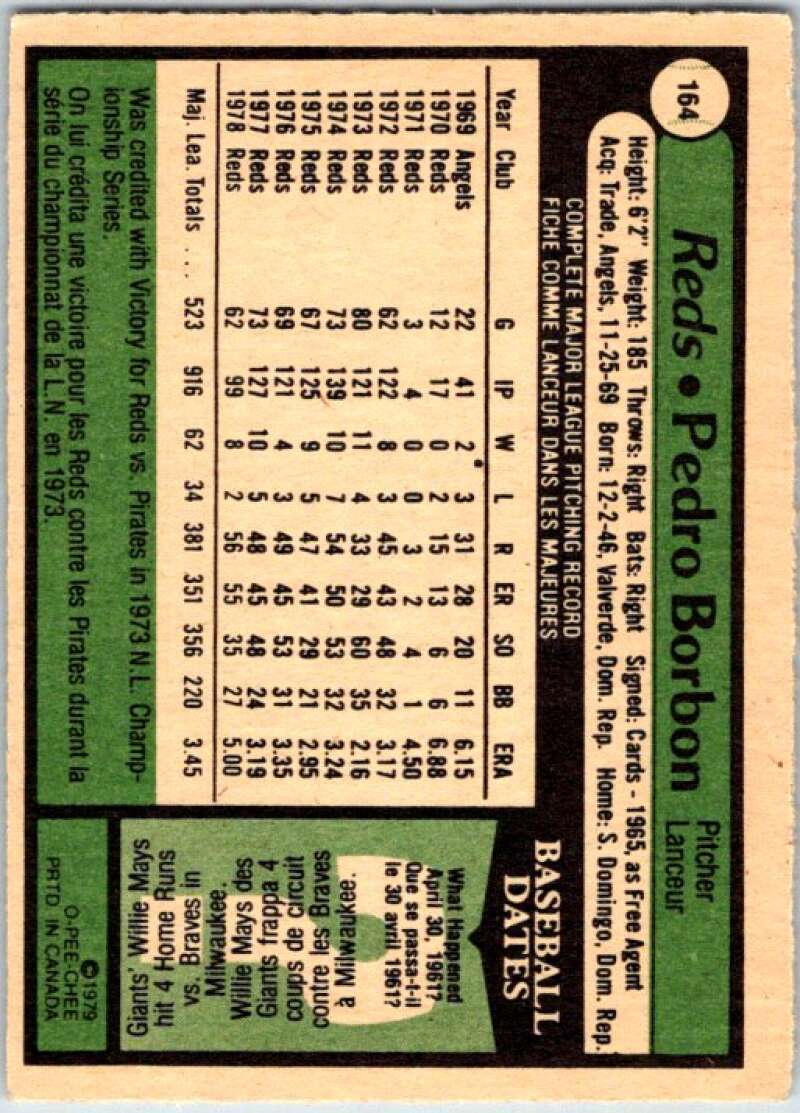 164
Reds • Pedro Borbon
Pitcher
Lanceur
Height: 6'2" Weight: 185 Throws: Right Bats: Right Signed: Cards - 1965, as Free Agent
Acq: Trade, Angels, 11-25-69 Born: 12-2-46, Valverde, Dom. Rep. Home: S. Domingo, Dom. Rep.
COMPLETE MAJOR LEAGUE PITCHING RECORD
FICHE COMME LANCEUR DANS LES MAJEURES
Year Club G IP W L R ER SO BB ERA
1969 Angels 22 41 2 3 31 28 20 11 6.15
1970 Reds 12 17 0 2 15 13 6 6 6.88
1971 Reds 3 4 0 0 3 2 4 1 4.50
1972 Reds 62 122 8 3 45 43 48 32 3.17
1973 Reds 80 121 11 4 33 29 60 35 2.16
1974 Reds 73 139 10 7 54 50 53 32 3.24
1975 Reds 67 125 9 5 47 41 29 21 2.95
1976 Reds 69 121 4 3 49 45 53 31 3.35
1977 Reds 73 127 10 5 48 45 48 24 3.19
1978 Reds 62 99 8 2 56 55 35 27 5.00
Maj. Lea. Totals .... 523 916 62 34 381 351 356 220 3.45
Was credited with Victory for Reds vs. Pirates in 1973 N.L. Champ-
ionship Series.
On lui crédita une victoire pour les Reds contre les Pirates durant la
série du championnat de la L.N. en 1973.
BASEBALL
DATES
What Happened
April 30, 1961?
Que se passa-t-il
le 30 avril 1961?
Giants' Willie Mays
hit 4 Home Runs
vs. Braves in
Milwaukee.
Willie Mays des
Giants frappa 4
coups de circuit
contre les Braves
à Milwaukee.
©1979
O-PEE-CHEE
PRTD IN CANADA